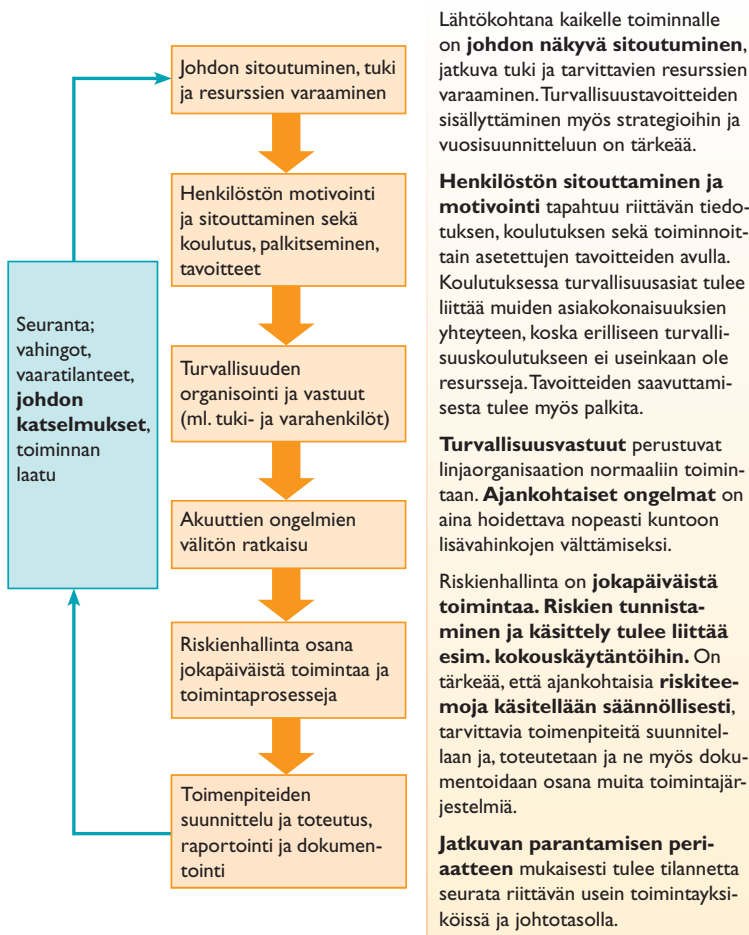 Johdon sitoutuminen, tuki
ja resurssien varaaminen
Henkilöstön motivointi
ja sitouttaminen sekä
koulutus, palkitseminen,
tavoitteet
Seuranta;
vahingot,
vaaratilanteet,
johdon
katselmukset,
toiminnan
laatu
Turvallisuuden
organisointi ja vastuut
(ml. tuki- ja varahenkilöt)
Akuuttien ongelmien
välitön ratkaisu
Riskienhallinta osana
jokapäiväistä toimintaa ja
toimintaprosesseja
Toimenpiteiden
suunnittelu ja toteutus,
raportointi ja dokumen-
tointi
Lähtökohtana kaikelle toiminnalle
on johdon näkyvä sitoutuminen,
jatkuva tuki ja tarvittavien resurssien
varaaminen. Turvallisuustavoitteiden
sisällyttäminen myös strategioihin ja
vuosisuunnitteluun on tärkeää.
Henkilöstön sitouttaminen ja
motivointi tapahtuu riittävän tiedo-
tuksen, koulutuksen sekä toiminnoit-
tain asetettujen tavoitteiden avulla.
Koulutuksessa turvallisuusasiat tulee
liittää muiden asiakokonaisuuksien
yhteyteen, koska erilliseen turvalli-
suuskoulutukseen ei useinkaan ole
resursseja. Tavoitteiden saavuttami-
sesta tulee myös palkita.
Turvallisuusvastuut perustuvat
linjaorganisaation normaaliin toimin-
taan. Ajankohtaiset ongelmat on
aina hoidettava nopeasti kuntoon
lisävahinkojen välttämiseksi.
Riskienhallinta on jokapäiväistä
toimintaa. Riskien tunnista-
minen ja käsittely tulee liittää
esim. kokouskäytäntöihin. On
tärkeää, että ajankohtaisia riskitee-
moja käsitellään säännöllisesti,
tarvittavia toimenpiteitä suunnitel-
laan ja, toteutetaan ja ne myös doku-
mentoidaan osana muita toimintajär-
jestelmiä.
Jatkuvan parantamisen peri-
aatteen mukaisesti tulee tilannetta
seurata riittävän usein toimintayksi-
köissä ja johtotasolla.